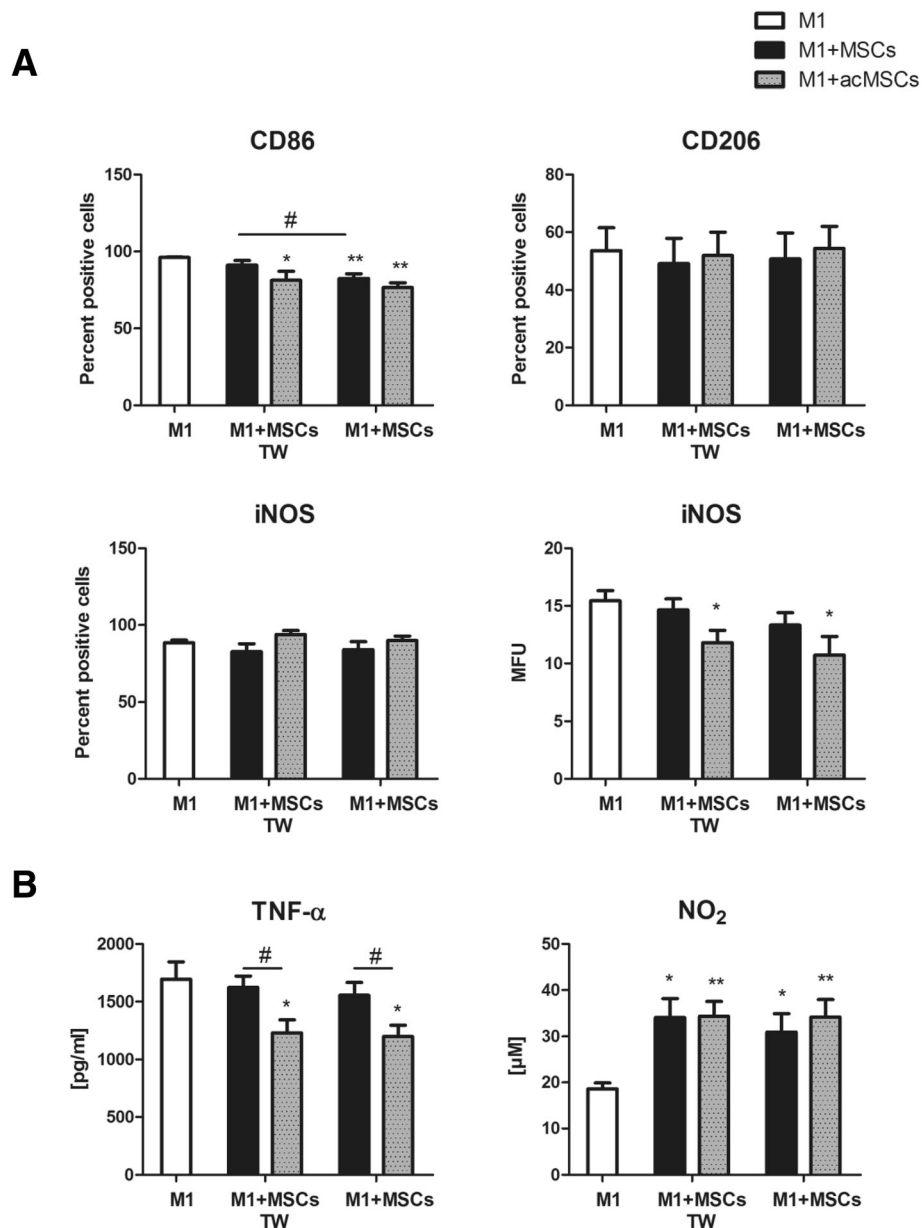 M1
M1+MSCs
M1+acMSCs
A
CD86
Percent positive cells
150
100
50
0
#
* ** **
M1 M1+MSCs M1+MSCs
TW
CD206
Percent positive cells
80
60
40
20
0
M1 M1+MSCs M1+MSCs
TW
iNOS
Percent positive cells
150
100
50
0
M1 M1+MSCs M1+MSCs
TW
iNOS
MFU
20
15
10
5
0
* *
M1 M1+MSCs M1+MSCs
TW
B
TNF-α
[pg/ml]
2000
1500
1000
500
0
# #
* *
M1 M1+MSCs M1+MSCs
TW
NO₂
[µM]
50
40
30
20
10
0
* ** * **
M1 M1+MSCs M1+MSCs
TW